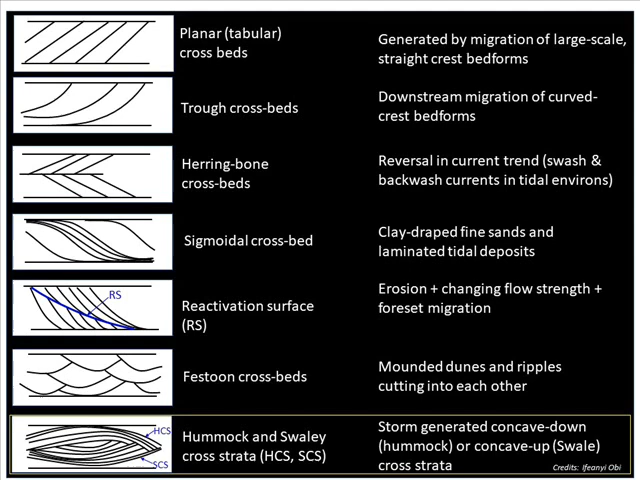 Planar (tabular)
cross beds
Generated by migration of large-scale,
straight crest bedforms
Trough cross-beds
Downstream migration of curved-
crest bedforms
Herring-bone
cross-beds
Reversal in current trend (swash &
backwash currents in tidal environs)
Sigmoidal cross-bed
Clay-draped fine sands and
laminated tidal deposits
RS
Reactivation surface
(RS)
Erosion + changing flow strength +
foreset migration
Festoon cross-beds
Mounded dunes and ripples
cutting into each other
HCS
SCS
Hummock and Swaley
cross strata (HCS, SCS)
Storm generated concave-down
(hummock) or concave-up (Swale)
cross strata
Credits: Ifeanyi Obi